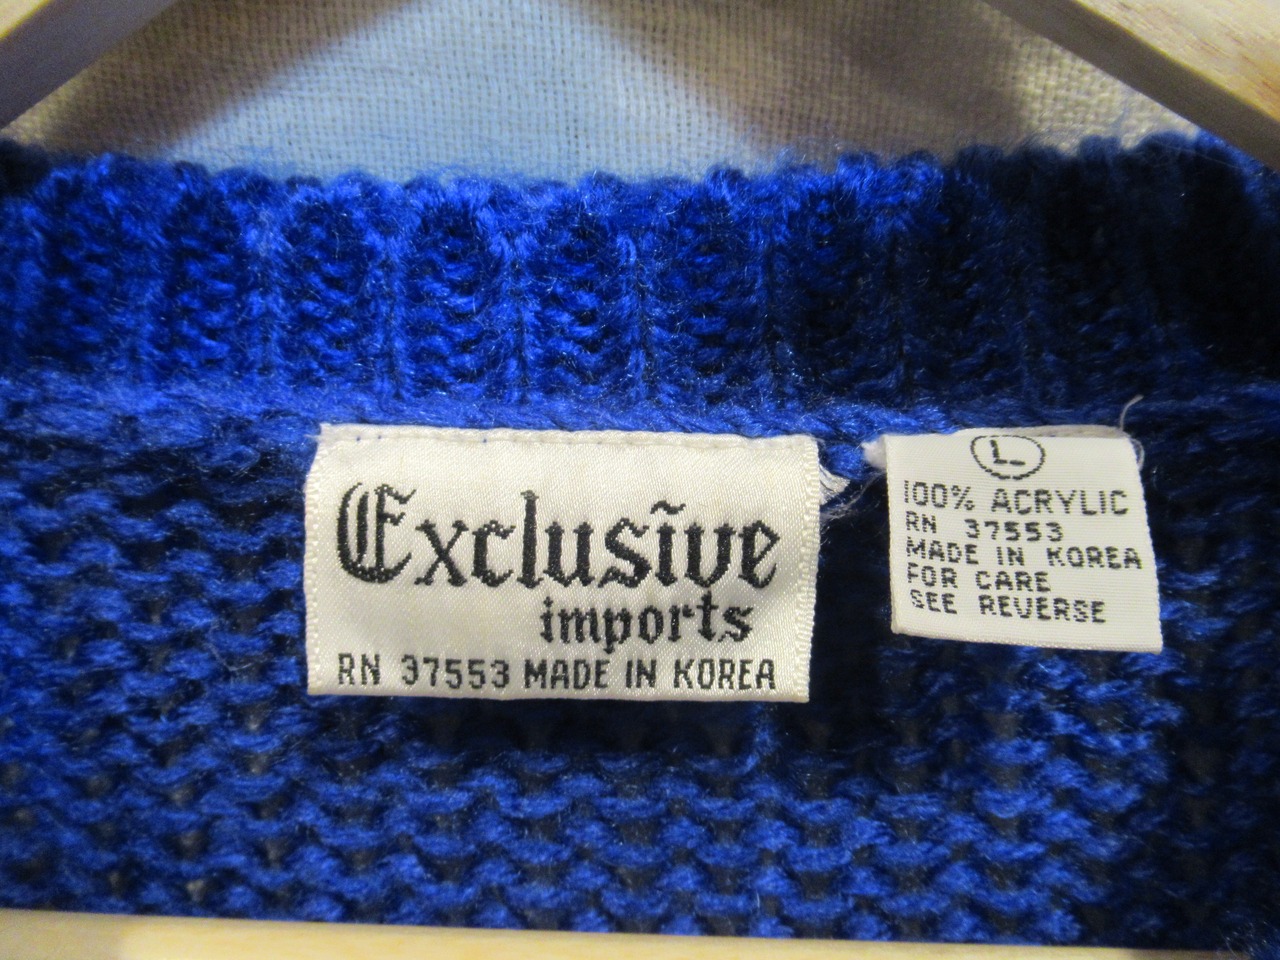 Exclusive
imports
RN 37553 MADE IN KOREA
L
100% ACRYLIC
RN 37553
MADE IN KOREA
FOR CARE
SEE REVERSE